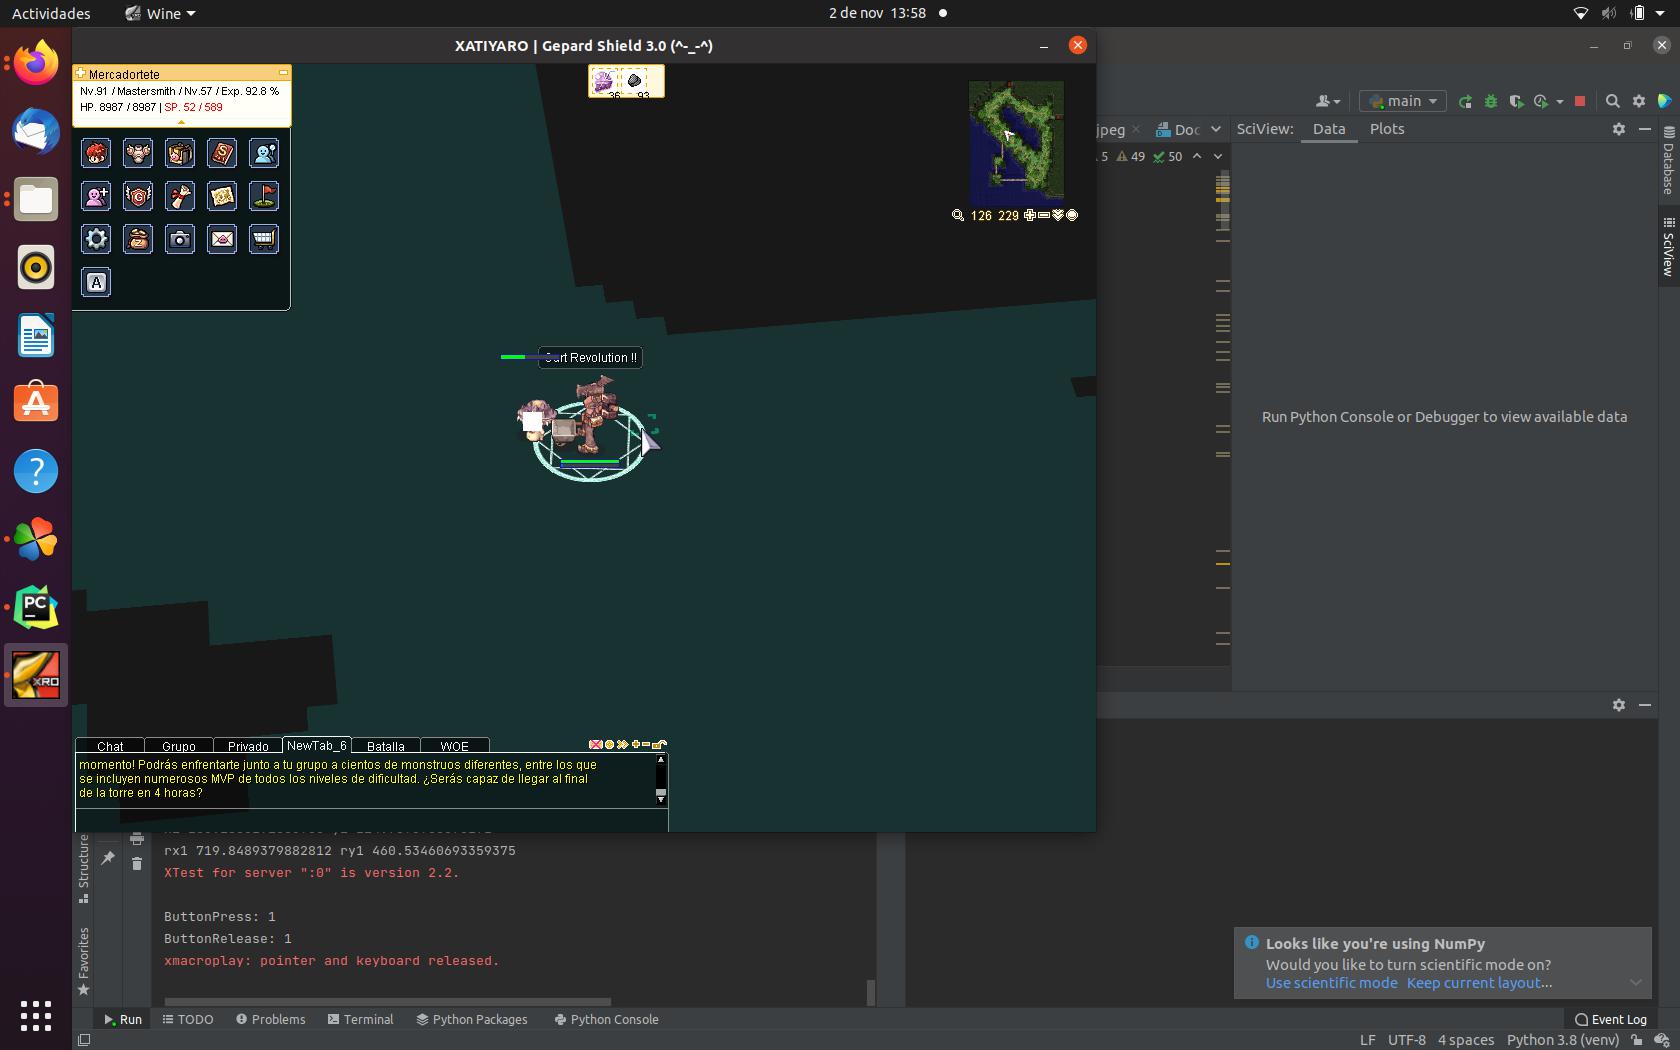 Actividades
Wine
2 de nov 13:58
XATIYARO | Gepard Shield 3.0 (^-_-^)
Mercadortete
Nv.91 / Mastersmith / Nv.57 / Exp. 92.8 %
HP. 8987 / 8987 | SP. 52 / 589
A
36
93
126 229
Cart Revolution !!
main
jpeg
Doc
SciView:
Data
Plots
5
49
50
Database
SciView
Run Python Console or Debugger to view available data
PC
XRO
Chat
Grupo
Privado
NewTab_6
Batalla
WOE
momento! Podrás enfrentarte junto a tu grupo a cientos de monstruos diferentes, entre los que
se incluyen numerosos MVP de todos los niveles de dificultad. ¿Serás capaz de llegar al final
de la torre en 4 horas?
rx1 719.8489379882812 ry1 460.53460693359375
XTest for server ":0" is version 2.2.
ButtonPress: 1
ButtonRelease: 1
xmacroplay: pointer and keyboard released.
Structure
Favorites
Looks like you're using NumPy
Would you like to turn scientific mode on?
Use scientific mode Keep current layout...
Run
TODO
Problems
Terminal
Python Packages
Python Console
Event Log
LF UTF-8 4 spaces Python 3.8 (venv)